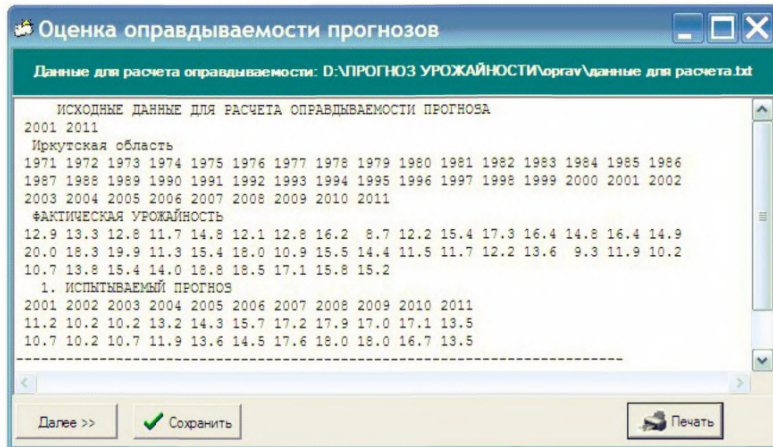 Оценка оправдываемости прогнозов
Данные для расчета оправдываемости: D:\ПРОГНОЗ УРОЖАЙНОСТИ\oprav\данные для расчета.txt
ИСХОДНЫЕ ДАННЫЕ ДЛЯ РАСЧЕТА ОПРАВДЫВАЕМОСТИ ПРОГНОЗА
2001 2011
Иркутская область
1971 1972 1973 1974 1975 1976 1977 1978 1979 1980 1981 1982 1983 1984 1985 1986
1987 1988 1989 1990 1991 1992 1993 1994 1995 1996 1997 1998 1999 2000 2001 2002
2003 2004 2005 2006 2007 2008 2009 2010 2011
ФАКТИЧЕСКАЯ УРОЖАЙНОСТЬ
12.9 13.3 12.8 11.7 14.8 12.1 12.8 16.2 8.7 12.2 15.4 17.3 16.4 14.8 16.4 14.9
20.0 18.3 19.9 11.3 15.4 18.0 10.9 15.5 14.4 11.5 11.7 12.2 13.6 9.3 11.9 10.2
10.7 13.8 15.4 14.0 18.8 18.5 17.1 15.8 15.2
1. ИСПЫТЫВАЕМЫЙ ПРОГНОЗ
2001 2002 2003 2004 2005 2006 2007 2008 2009 2010 2011
11.2 10.2 10.2 13.2 14.3 15.7 17.2 17.9 17.0 17.1 13.5
10.7 10.2 10.7 11.9 13.6 14.5 17.6 18.0 18.0 16.7 13.5
Далее >> Сохранить Печать